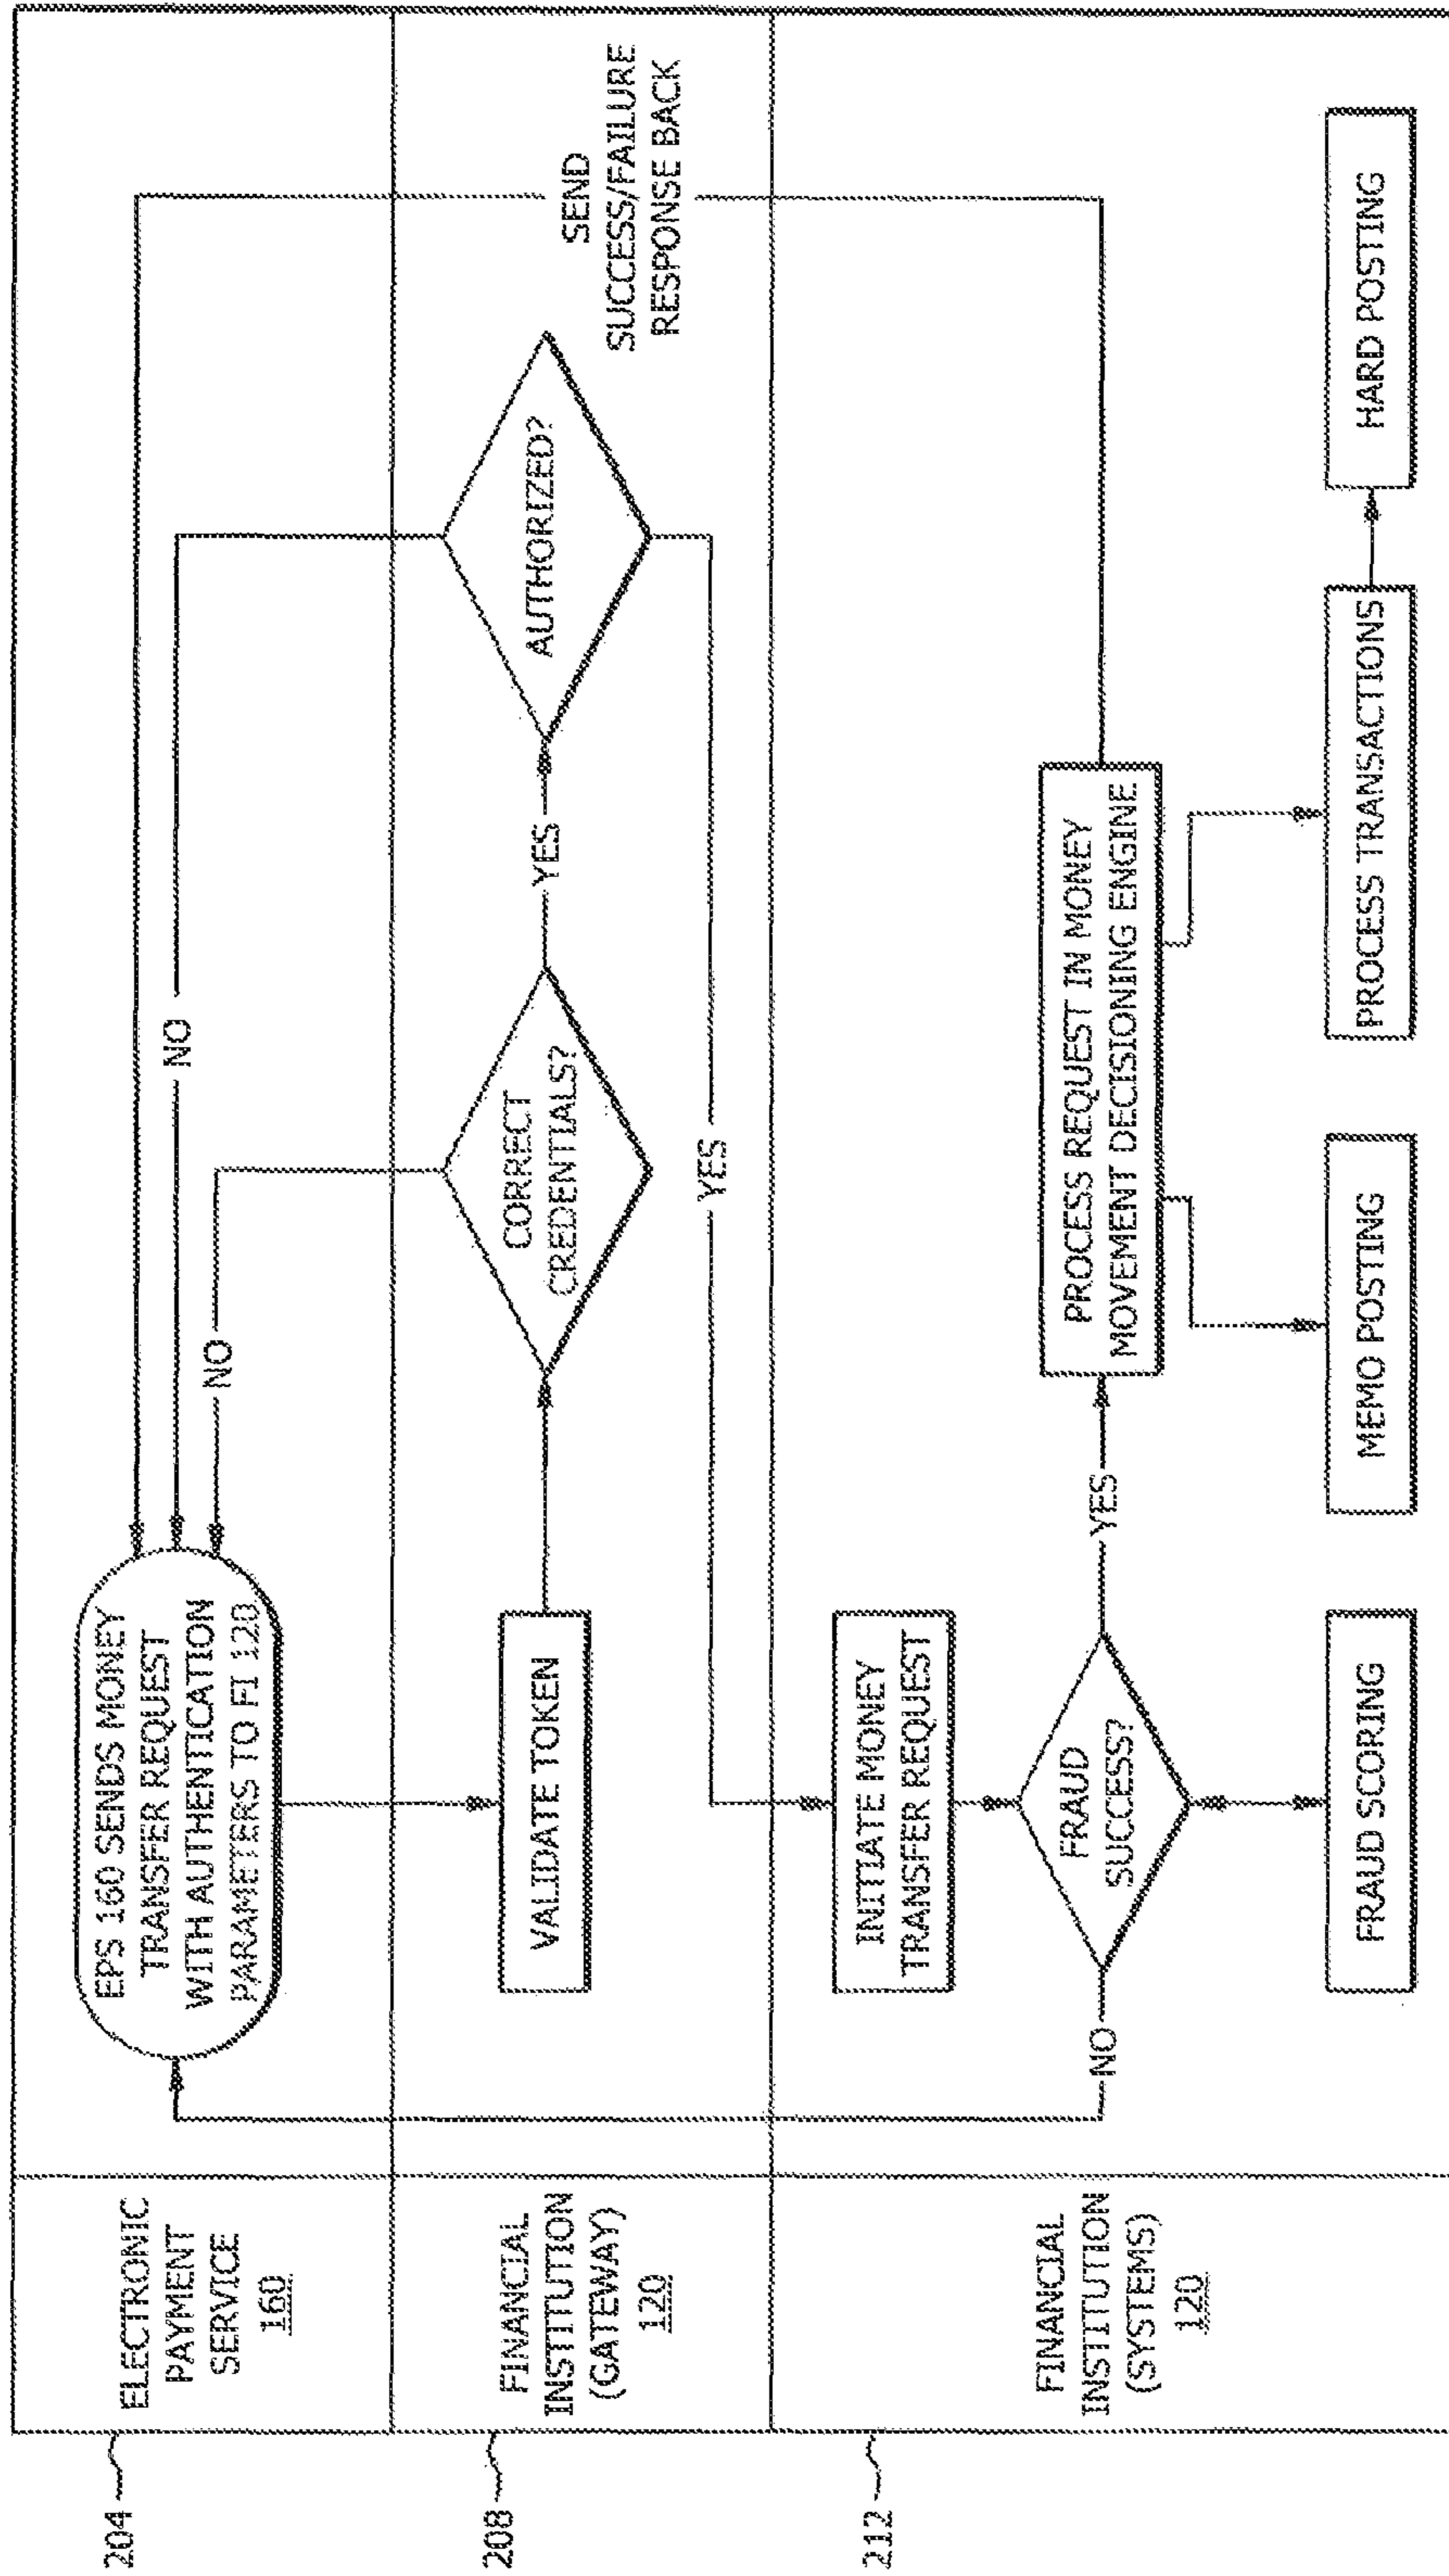 204
ELECTRONIC
PAYMENT
SERVICE
160
EPS 160 SENDS MONEY
TRANSFER REQUEST
WITH AUTHENTICATION
PARAMETERS TO FI 120
NO
NO
208
FINANCIAL
INSTITUTION
(GATEWAY)
120
VALIDATE TOKEN
CORRECT
CREDENTIALS?
YES
AUTHORIZED?
SEND
SUCCESS/FAILURE
RESPONSE BACK
YES
212
FINANCIAL
INSTITUTION
(SYSTEMS)
120
INITIATE MONEY
TRANSFER REQUEST
NO
FRAUD
SUCCESS?
YES
PROCESS REQUEST IN MONEY
MOVEMENT DECISIONING ENGINE
FRAUD SCORING
MEMO POSTING
PROCESS TRANSACTIONS
HARD POSTING